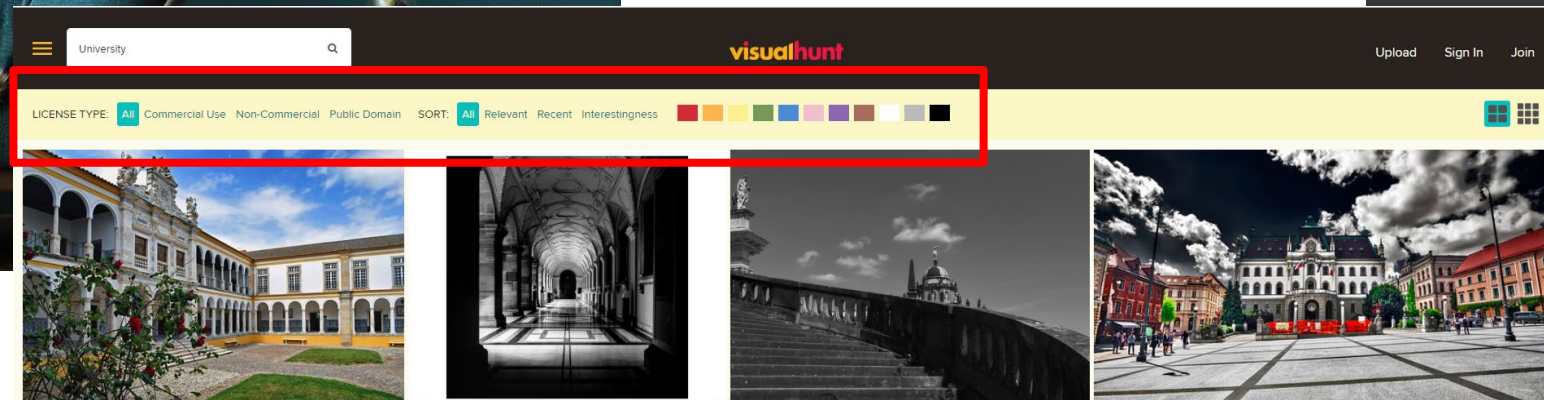 University
visualhunt
Upload Sign In Join
LICENSE TYPE: All Commercial Use Non-Commercial Public Domain SORT: All Relevant Recent Interestingness